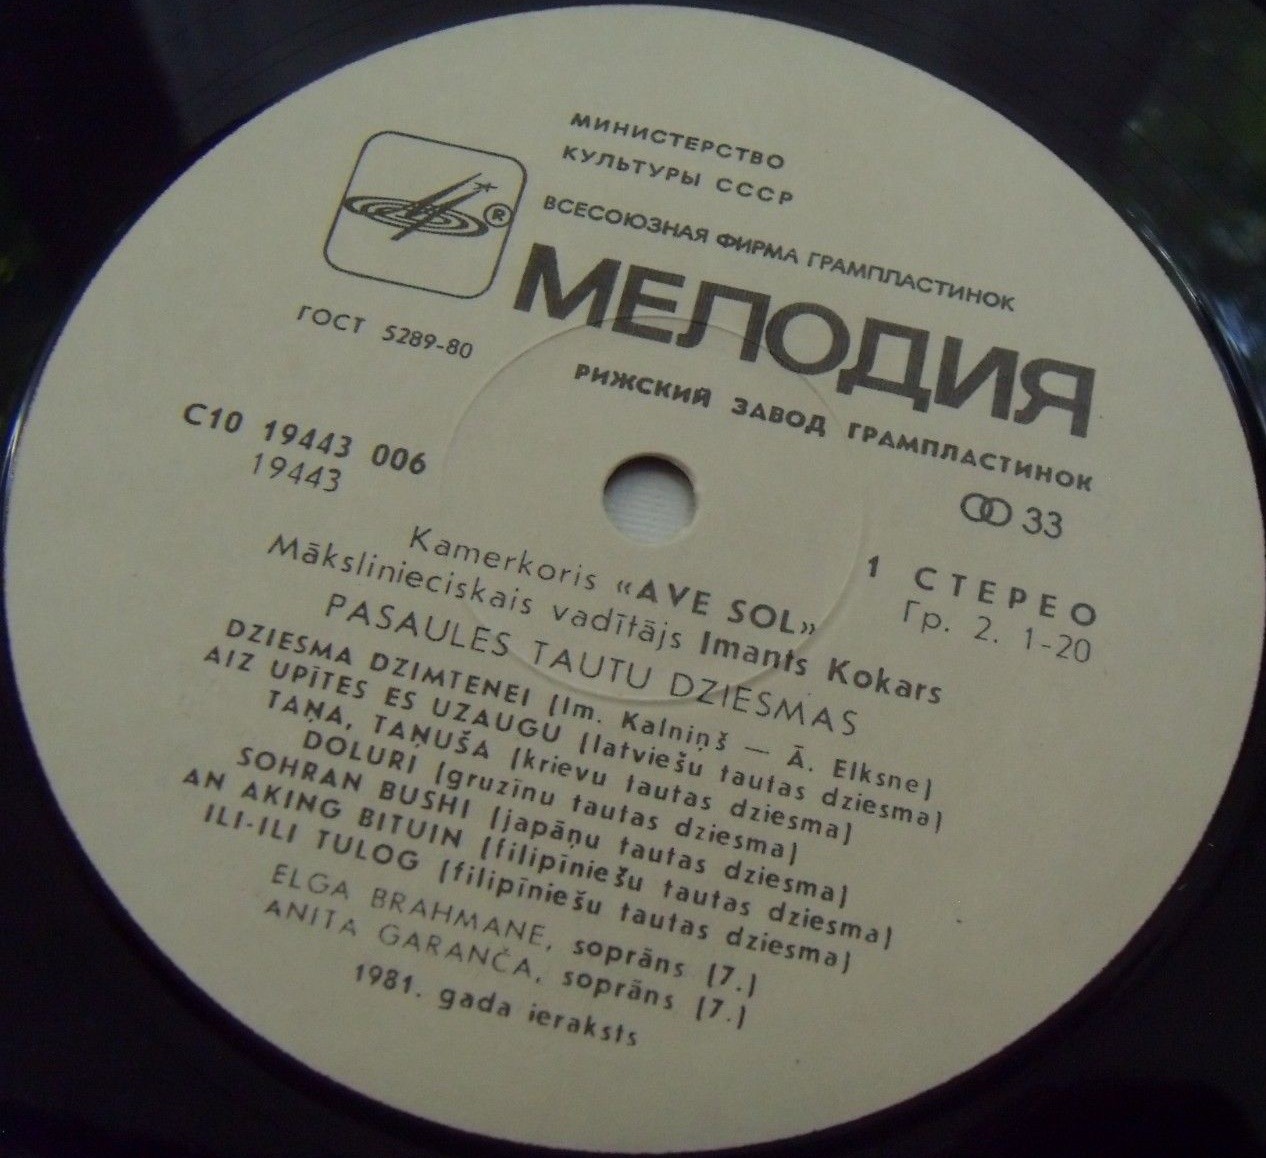 МИНИСТЕРСТВО
КУЛЬТУРЫ СССР
ВСЕСОЮЗНАЯ ФИРМА ГРАМПЛАСТИНОК
®
МЕЛОДИЯ
ГОСТ 5289-80
РИЖСКИЙ ЗАВОД ГРАМПЛАСТИНОК
С10 19443 006
19443
33
1 СТЕРЕО
Гр. 2. 1-20
Kamerkoris «AVE SOL»
Mākslinieciskais vadītājs Imants Kokars
PASAULES TAUTU DZIESMAS
DZIESMA DZIMTENEI (Im. Kalniņš — Ā. Elksne)
AIZ UPĪTES ES UZAUGU (latviešu tautas dziesma)
TAŅA, TAŅUŠA (krievu tautas dziesma)
DOLURI (gruzīnu tautas dziesma)
SOHRAN BUSHI (japāņu tautas dziesma)
AN AKING BITUIN (filipīniešu tautas dziesma)
ILI-ILI TULOG (filipīniešu tautas dziesma)
ELGA BRAHMANE, soprāns (7.)
ANITA GARANČA, soprāns (7.)
1981. gada ieraksts